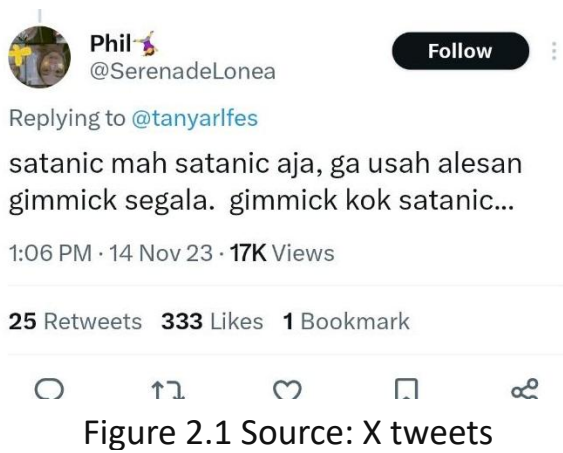 Phil
@SerenadeLonea
Follow
Replying to @tanyarlfes
satanic mah satanic aja, ga usah alesan
gimmick segala. gimmick kok satanic...
1:06 PM · 14 Nov 23 · 17K Views
25 Retweets 333 Likes 1 Bookmark
Figure 2.1 Source: X tweets